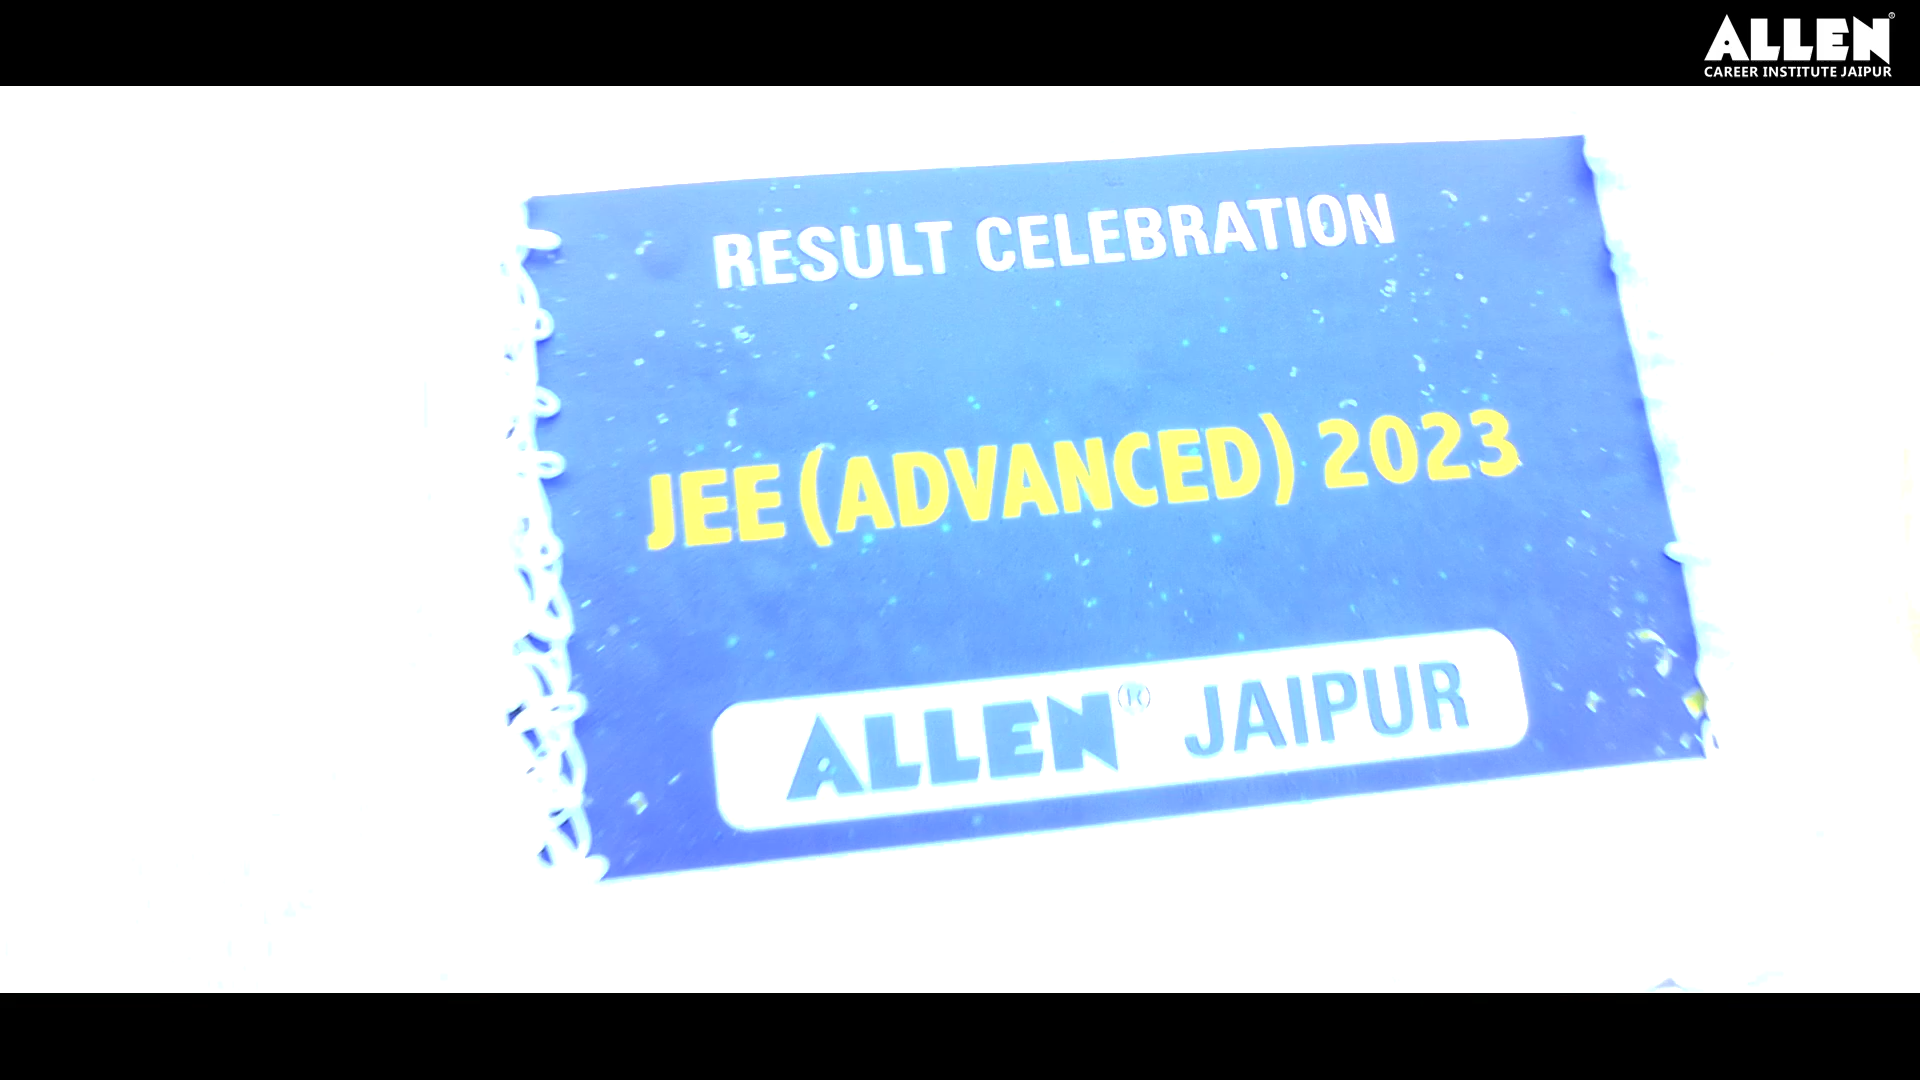 ALLEN®
CAREER INSTITUTE JAIPUR
RESULT CELEBRATION
JEE (ADVANCED) 2023
ALLEN® JAIPUR